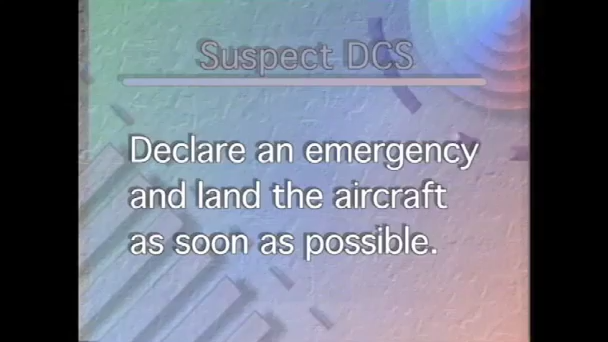 Suspect DCS
Declare an emergency
and land the aircraft
as soon as possible.